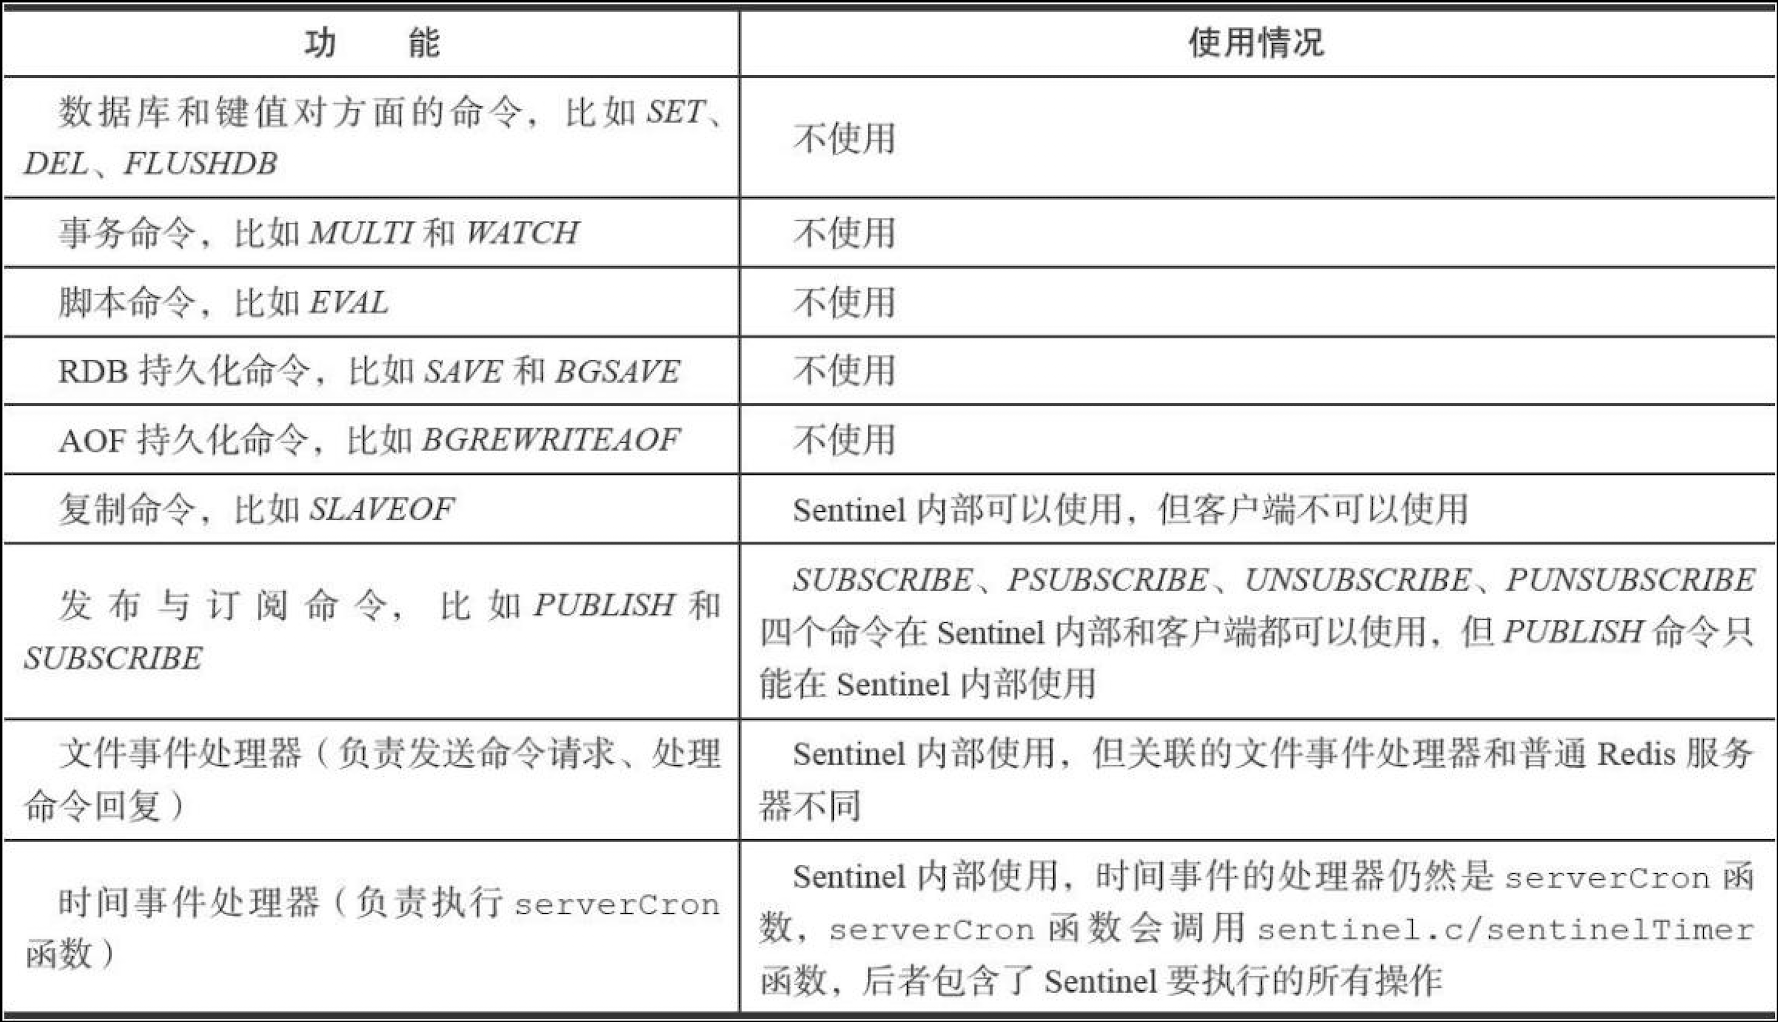 功 能
使用情况
数据库和键值对方面的命令，比如 SET、
DEL、FLUSHDB
不使用
事务命令，比如 MULTI 和 WATCH
不使用
脚本命令，比如 EVAL
不使用
RDB 持久化命令，比如 SAVE 和 BGSAVE
不使用
AOF 持久化命令，比如 BGREWRITEAOF
不使用
复制命令，比如 SLAVEOF
Sentinel 内部可以使用，但客户端不可以使用
发布与订阅命令，比如 PUBLISH 和
SUBSCRIBE
SUBSCRIBE、PSUBSCRIBE、UNSUBSCRIBE、PUNSUBSCRIBE
四个命令在 Sentinel 内部和客户端都可以使用，但 PUBLISH 命令只
能在 Sentinel 内部使用
文件事件处理器（负责发送命令请求、处理
命令回复）
Sentinel 内部使用，但关联的文件事件处理器和普通 Redis 服务
器不同
时间事件处理器（负责执行 serverCron
函数）
Sentinel 内部使用，时间事件的处理器仍然是 serverCron 函
数，serverCron 函数会调用 sentinel.c/sentinelTimer
函数，后者包含了 Sentinel 要执行的所有操作